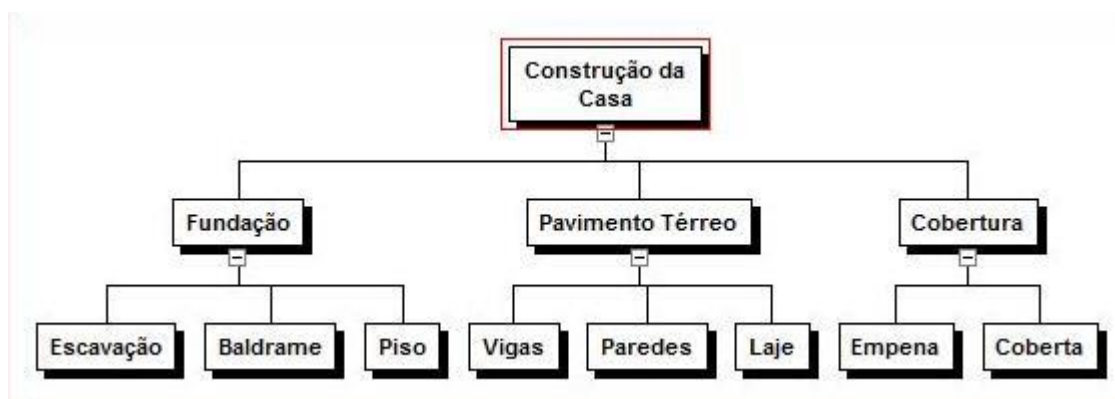 Construção da
Casa
Fundação
Pavimento Térreo
Cobertura
Escavação
Baldrame
Piso
Vigas
Paredes
Laje
Empena
Coberta